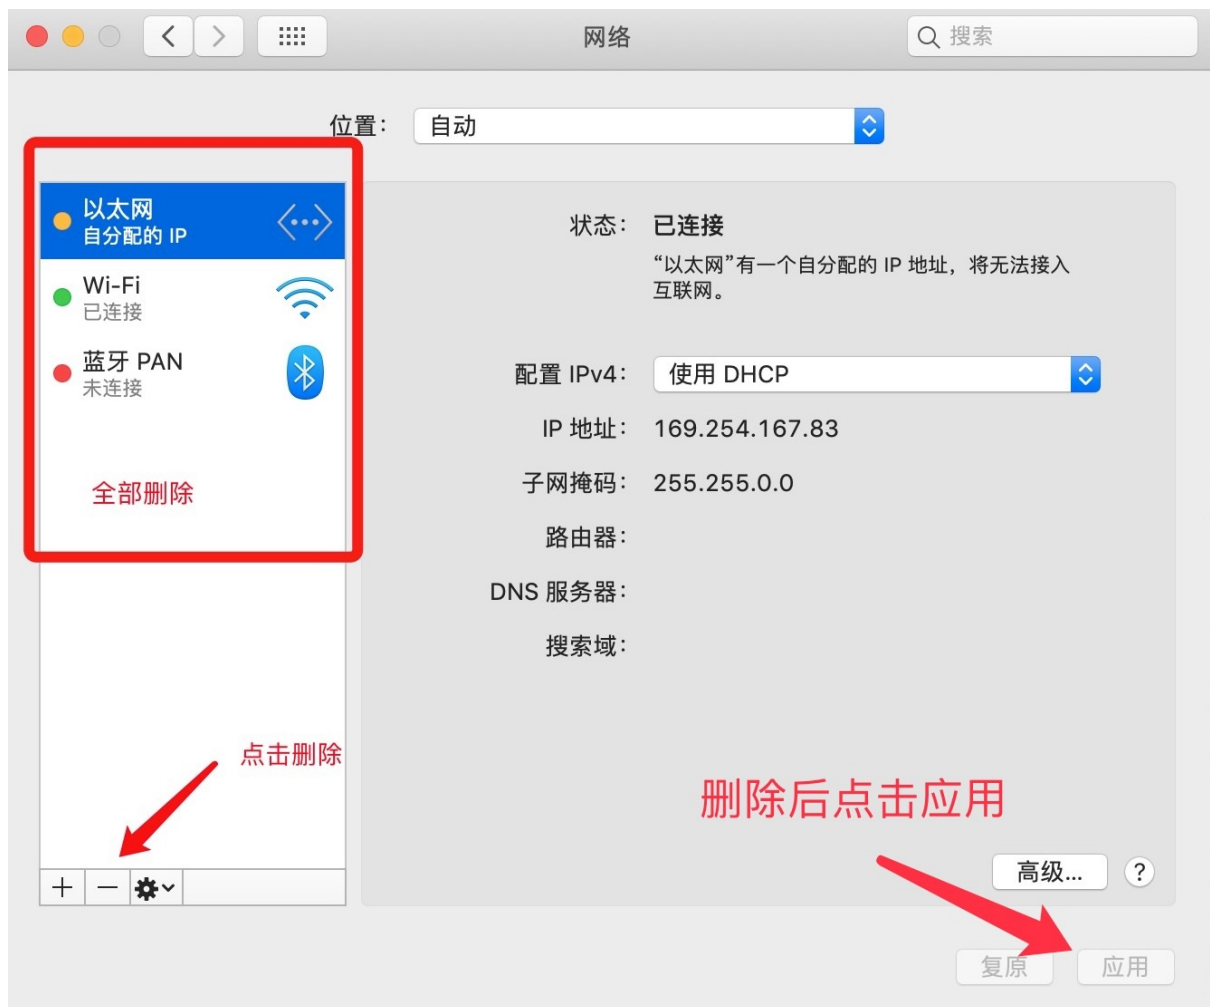 网络
搜索
位置： 自动
以太网
自分配的 IP
Wi-Fi
已连接
蓝牙 PAN
未连接
全部删除
点击删除
状态： 已连接
“以太网”有一个自分配的 IP 地址，将无法接入
互联网。
配置 IPv4： 使用 DHCP
IP 地址： 169.254.167.83
子网掩码： 255.255.0.0
路由器：
DNS 服务器：
搜索域：
删除后点击应用
高级... ?
复原 应用